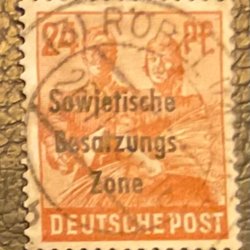 24 PF
Sowjetische
Besatzungs
Zone
DEUTSCHE POST